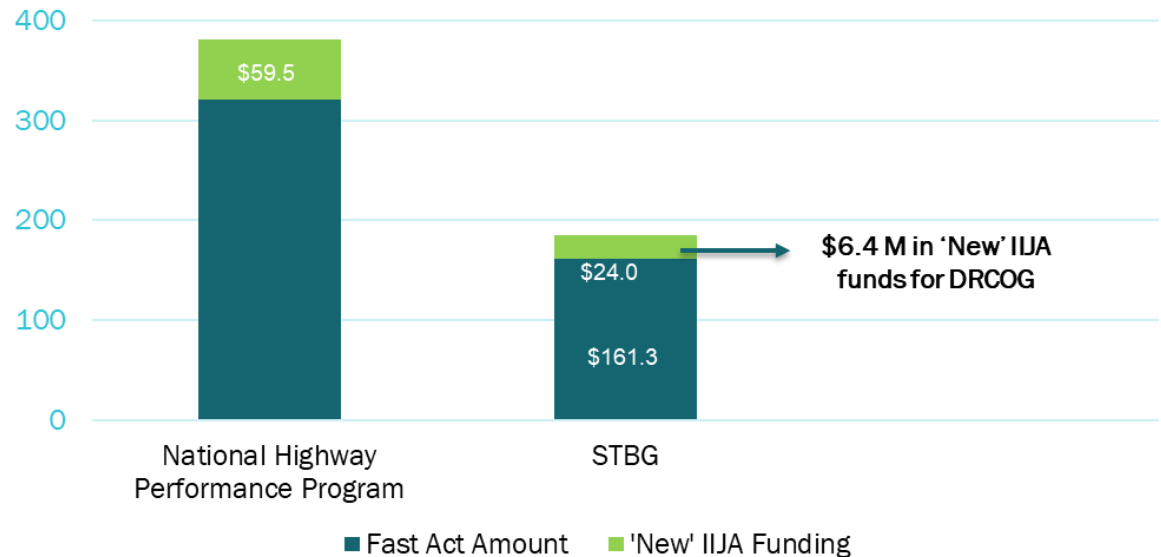 400
$59.5
300
200
$6.4 M in ‘New’ IIJA
funds for DRCOG
$24.0
100
$161.3
0
National Highway
Performance Program
STBG
Fast Act Amount
'New' IIJA Funding